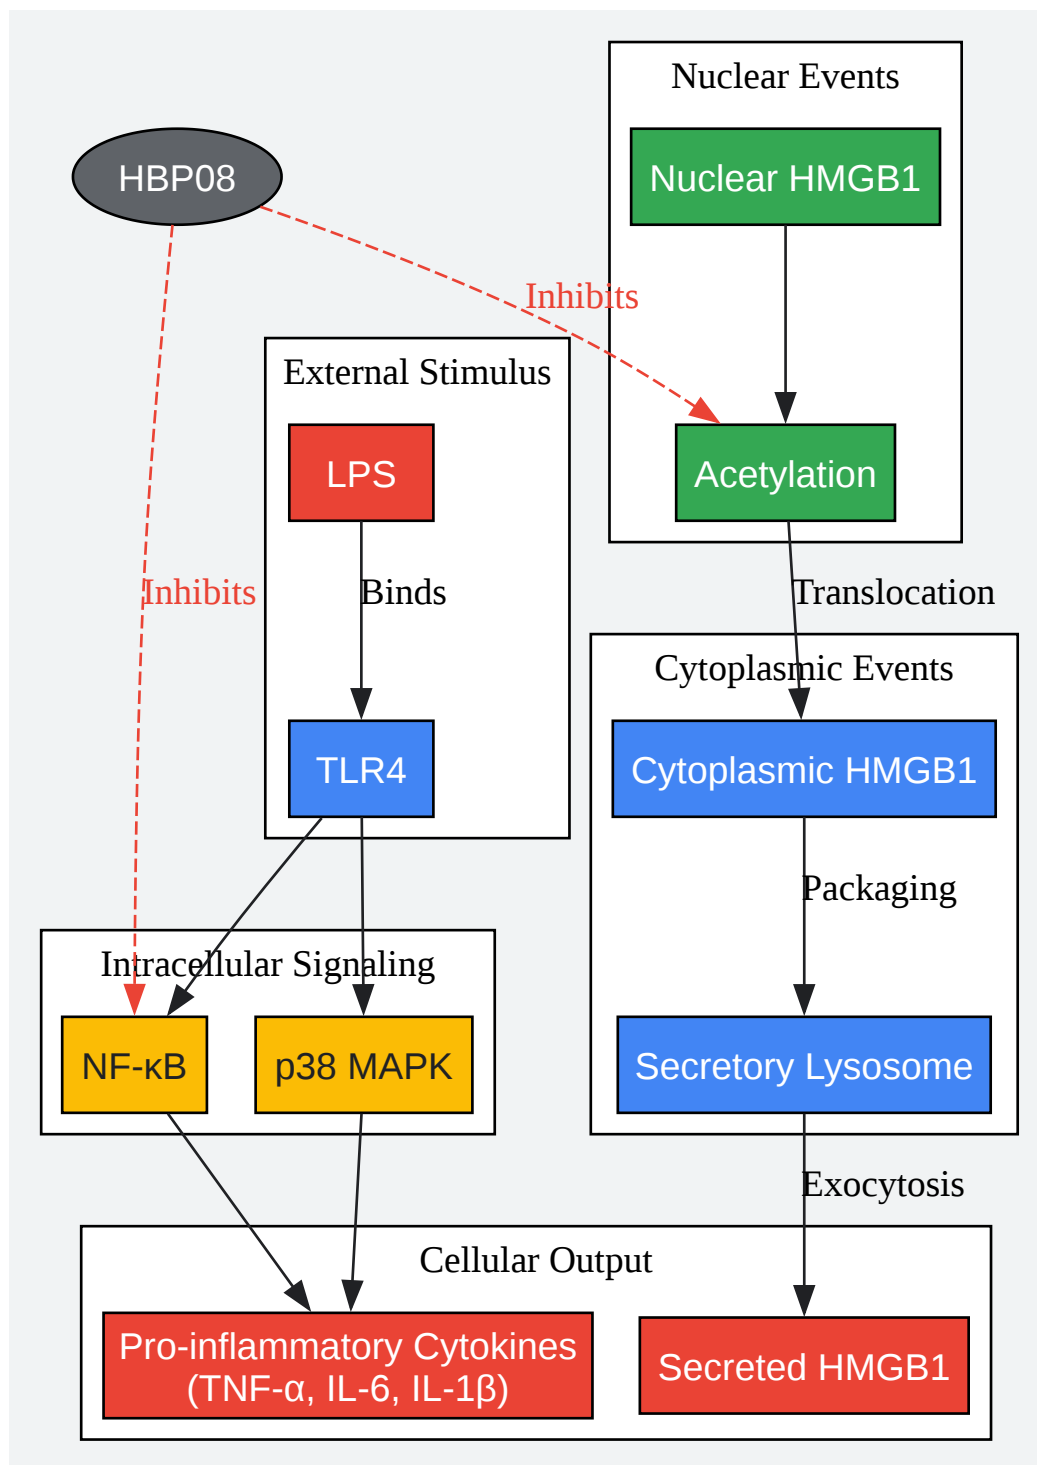 Nuclear Events
HBP08
Nuclear HMGB1
Inhibits
External Stimulus
LPS
Acetylation
Inhibits
Binds
Translocation
Cytoplasmic Events
TLR4
Cytoplasmic HMGB1
Packaging
Intracellular Signaling
NF-κB
p38 MAPK
Secretory Lysosome
Exocytosis
Cellular Output
Pro-inflammatory Cytokines
(TNF-α, IL-6, IL-1β)
Secreted HMGB1